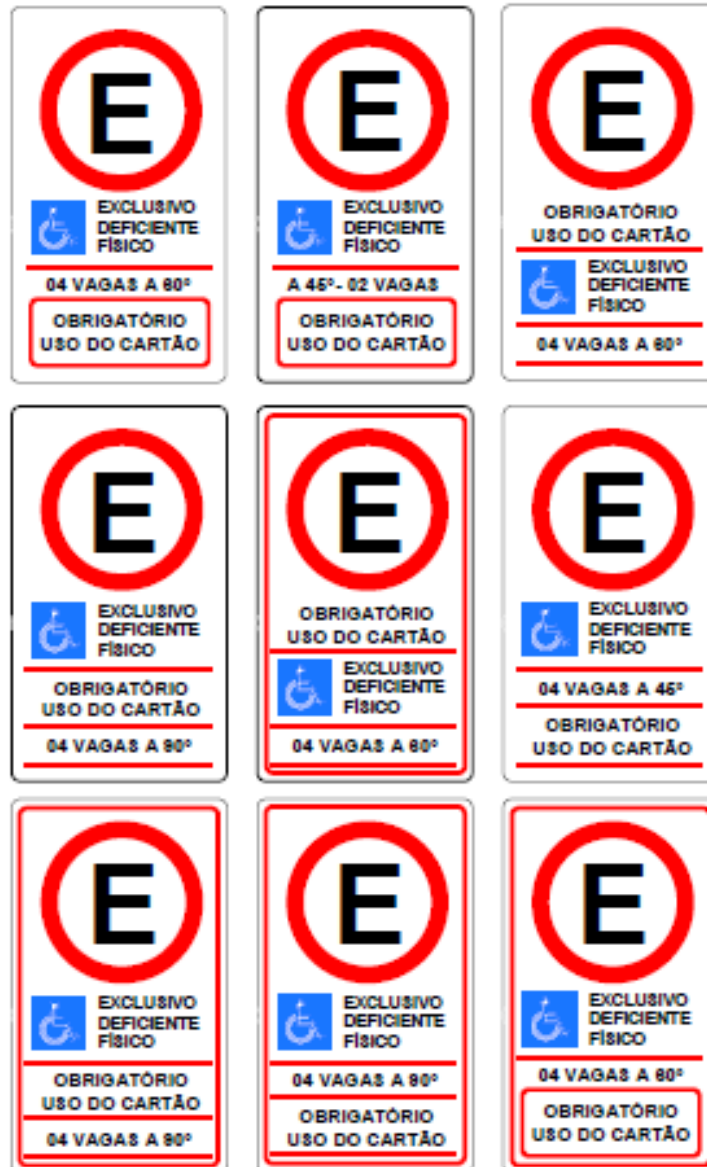 E
EXCLUSIVO
DEFICIENTE
FÍSICO
04 VAGAS A 60º
OBRIGATÓRIO
USO DO CARTÃO
E
EXCLUSIVO
DEFICIENTE
FÍSICO
A 45º- 02 VAGAS
OBRIGATÓRIO
USO DO CARTÃO
E
OBRIGATÓRIO
USO DO CARTÃO
EXCLUSIVO
DEFICIENTE
FÍSICO
04 VAGAS A 60º
E
EXCLUSIVO
DEFICIENTE
FÍSICO
OBRIGATÓRIO
USO DO CARTÃO
04 VAGAS A 90º
E
OBRIGATÓRIO
USO DO CARTÃO
EXCLUSIVO
DEFICIENTE
FÍSICO
04 VAGAS A 60º
E
EXCLUSIVO
DEFICIENTE
FÍSICO
04 VAGAS A 45º
OBRIGATÓRIO
USO DO CARTÃO
E
EXCLUSIVO
DEFICIENTE
FÍSICO
OBRIGATÓRIO
USO DO CARTÃO
04 VAGAS A 90º
E
EXCLUSIVO
DEFICIENTE
FÍSICO
04 VAGAS A 90º
OBRIGATÓRIO
USO DO CARTÃO
E
EXCLUSIVO
DEFICIENTE
FÍSICO
04 VAGAS A 60º
OBRIGATÓRIO
USO DO CARTÃO